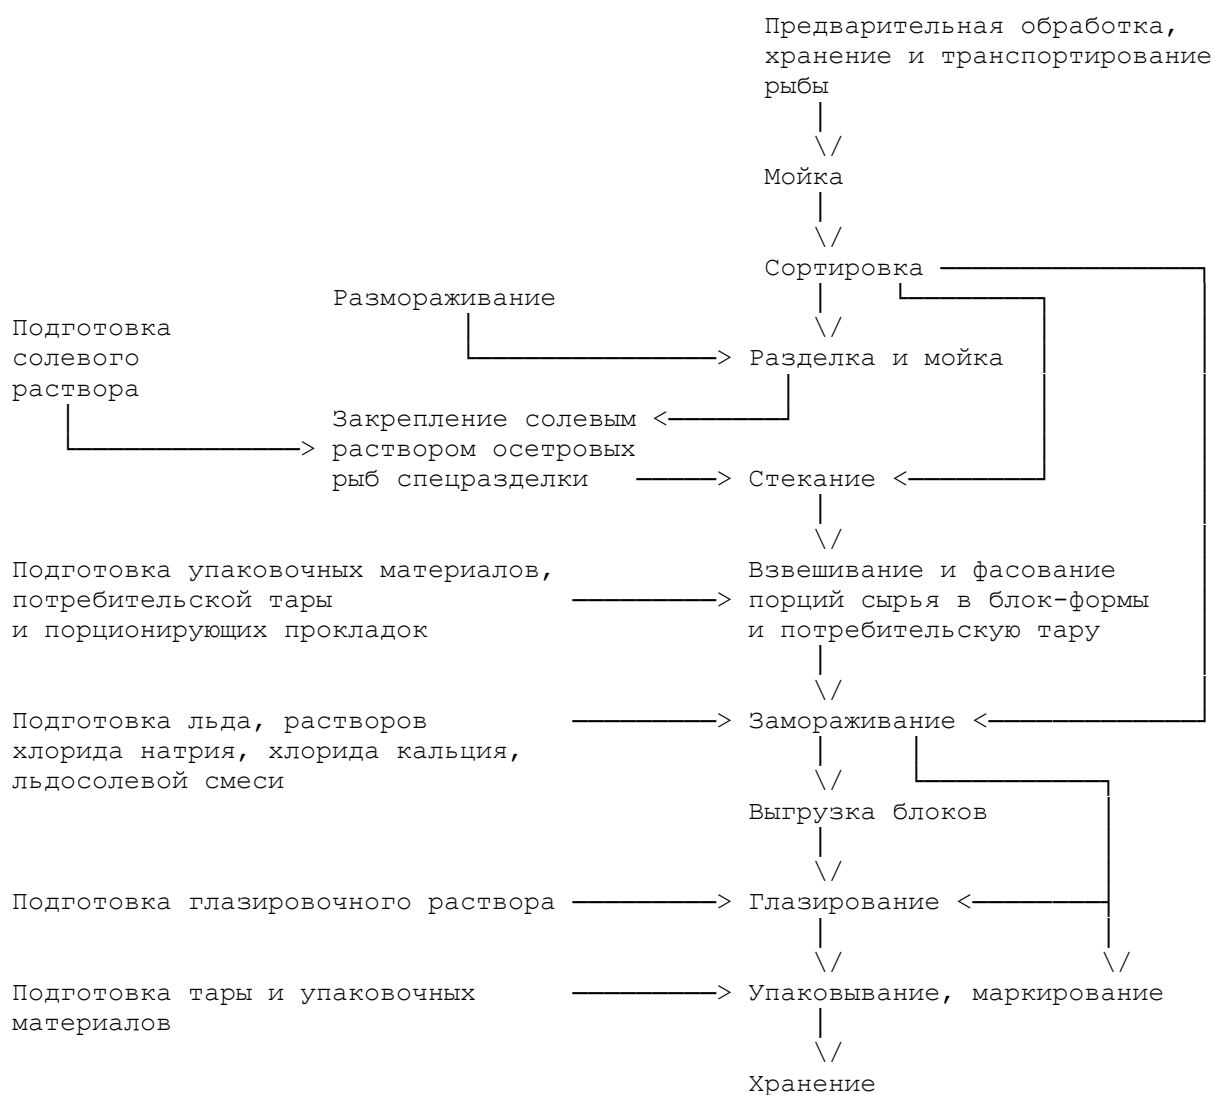 Предварительная обработка,
хранение и транспортирование
рыбы
Мойка
Сортировка
Размораживание
Подготовка
солевого
раствора
Разделка и мойка
Закрепление солевым
раствором осетровых
рыб спецразделки
Стекание
Подготовка упаковочных материалов,
потребительской тары
и порционирующих прокладок
Взвешивание и фасование
порций сырья в блок-формы
и потребительскую тару
Подготовка льда, растворов
хлорида натрия, хлорида кальция,
льдосолевой смеси
Замораживание
Выгрузка блоков
Подготовка глазировочного раствора
Глазирование
Подготовка тары и упаковочных
материалов
Упаковывание, маркирование
Хранение